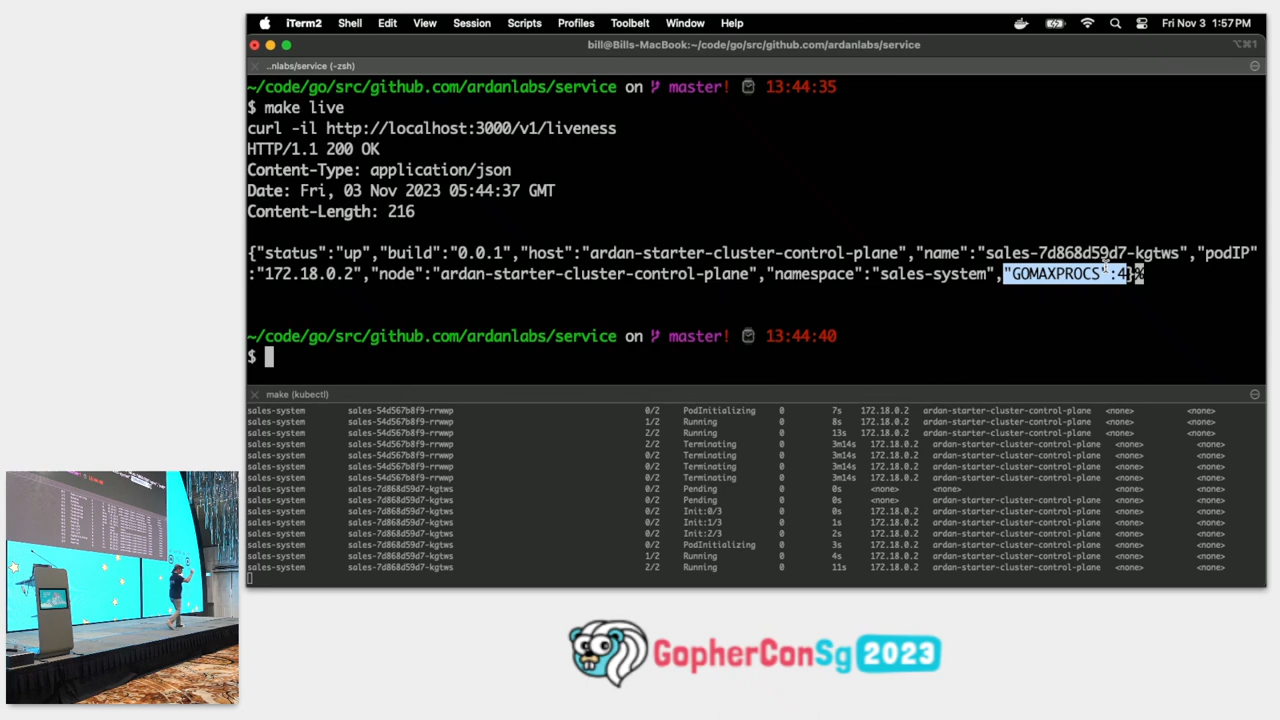 iTerm2 Shell Edit View Session Scripts Profiles Toolbelt Window Help Fri Nov 3 1:57 PM
bill@Bills-MacBook:~/code/go/src/github.com/ardanlabs/service ⌥⌘1
..nlabs/service (-zsh)
~/code/go/src/github.com/ardanlabs/service on master! 13:44:35
$ make live
curl -il http://localhost:3000/v1/liveness
HTTP/1.1 200 OK
Content-Type: application/json
Date: Fri, 03 Nov 2023 05:44:37 GMT
Content-Length: 216
{"status":"up","build":"0.0.1","host":"ardan-starter-cluster-control-plane","name":"sales-7d868d59d7-kgtws","podIP"
:"172.18.0.2","node":"ardan-starter-cluster-control-plane","namespace":"sales-system","GOMAXPROCS":4}%
~/code/go/src/github.com/ardanlabs/service on master! 13:44:40
$
make (kubectl)
sales-system sales-54d567b8f9-rrwwp 0/2 PodInitializing 0 7s 172.18.0.2 ardan-starter-cluster-control-plane <none> <none>
sales-system sales-54d567b8f9-rrwwp 1/2 Running 0 8s 172.18.0.2 ardan-starter-cluster-control-plane <none> <none>
sales-system sales-54d567b8f9-rrwwp 2/2 Running 0 13s 172.18.0.2 ardan-starter-cluster-control-plane <none> <none>
sales-system sales-54d567b8f9-rrwwp 2/2 Terminating 0 3m14s 172.18.0.2 ardan-starter-cluster-control-plane <none> <none>
sales-system sales-54d567b8f9-rrwwp 0/2 Terminating 0 3m14s 172.18.0.2 ardan-starter-cluster-control-plane <none> <none>
sales-system sales-54d567b8f9-rrwwp 0/2 Terminating 0 3m14s 172.18.0.2 ardan-starter-cluster-control-plane <none> <none>
sales-system sales-54d567b8f9-rrwwp 0/2 Terminating 0 3m14s 172.18.0.2 ardan-starter-cluster-control-plane <none> <none>
sales-system sales-7d868d59d7-kgtws 0/2 Pending 0 0s <none> <none> <none> <none>
sales-system sales-7d868d59d7-kgtws 0/2 Pending 0 0s <none> ardan-starter-cluster-control-plane <none> <none>
sales-system sales-7d868d59d7-kgtws 0/2 Init:0/3 0 0s 172.18.0.2 ardan-starter-cluster-control-plane <none> <none>
sales-system sales-7d868d59d7-kgtws 0/2 Init:1/3 0 1s 172.18.0.2 ardan-starter-cluster-control-plane <none> <none>
sales-system sales-7d868d59d7-kgtws 0/2 Init:2/3 0 2s 172.18.0.2 ardan-starter-cluster-control-plane <none> <none>
sales-system sales-7d868d59d7-kgtws 0/2 PodInitializing 0 3s 172.18.0.2 ardan-starter-cluster-control-plane <none> <none>
sales-system sales-7d868d59d7-kgtws 1/2 Running 0 4s 172.18.0.2 ardan-starter-cluster-control-plane <none> <none>
sales-system sales-7d868d59d7-kgtws 2/2 Running 0 11s 172.18.0.2 ardan-starter-cluster-control-plane <none> <none>
GopherConSg 2023